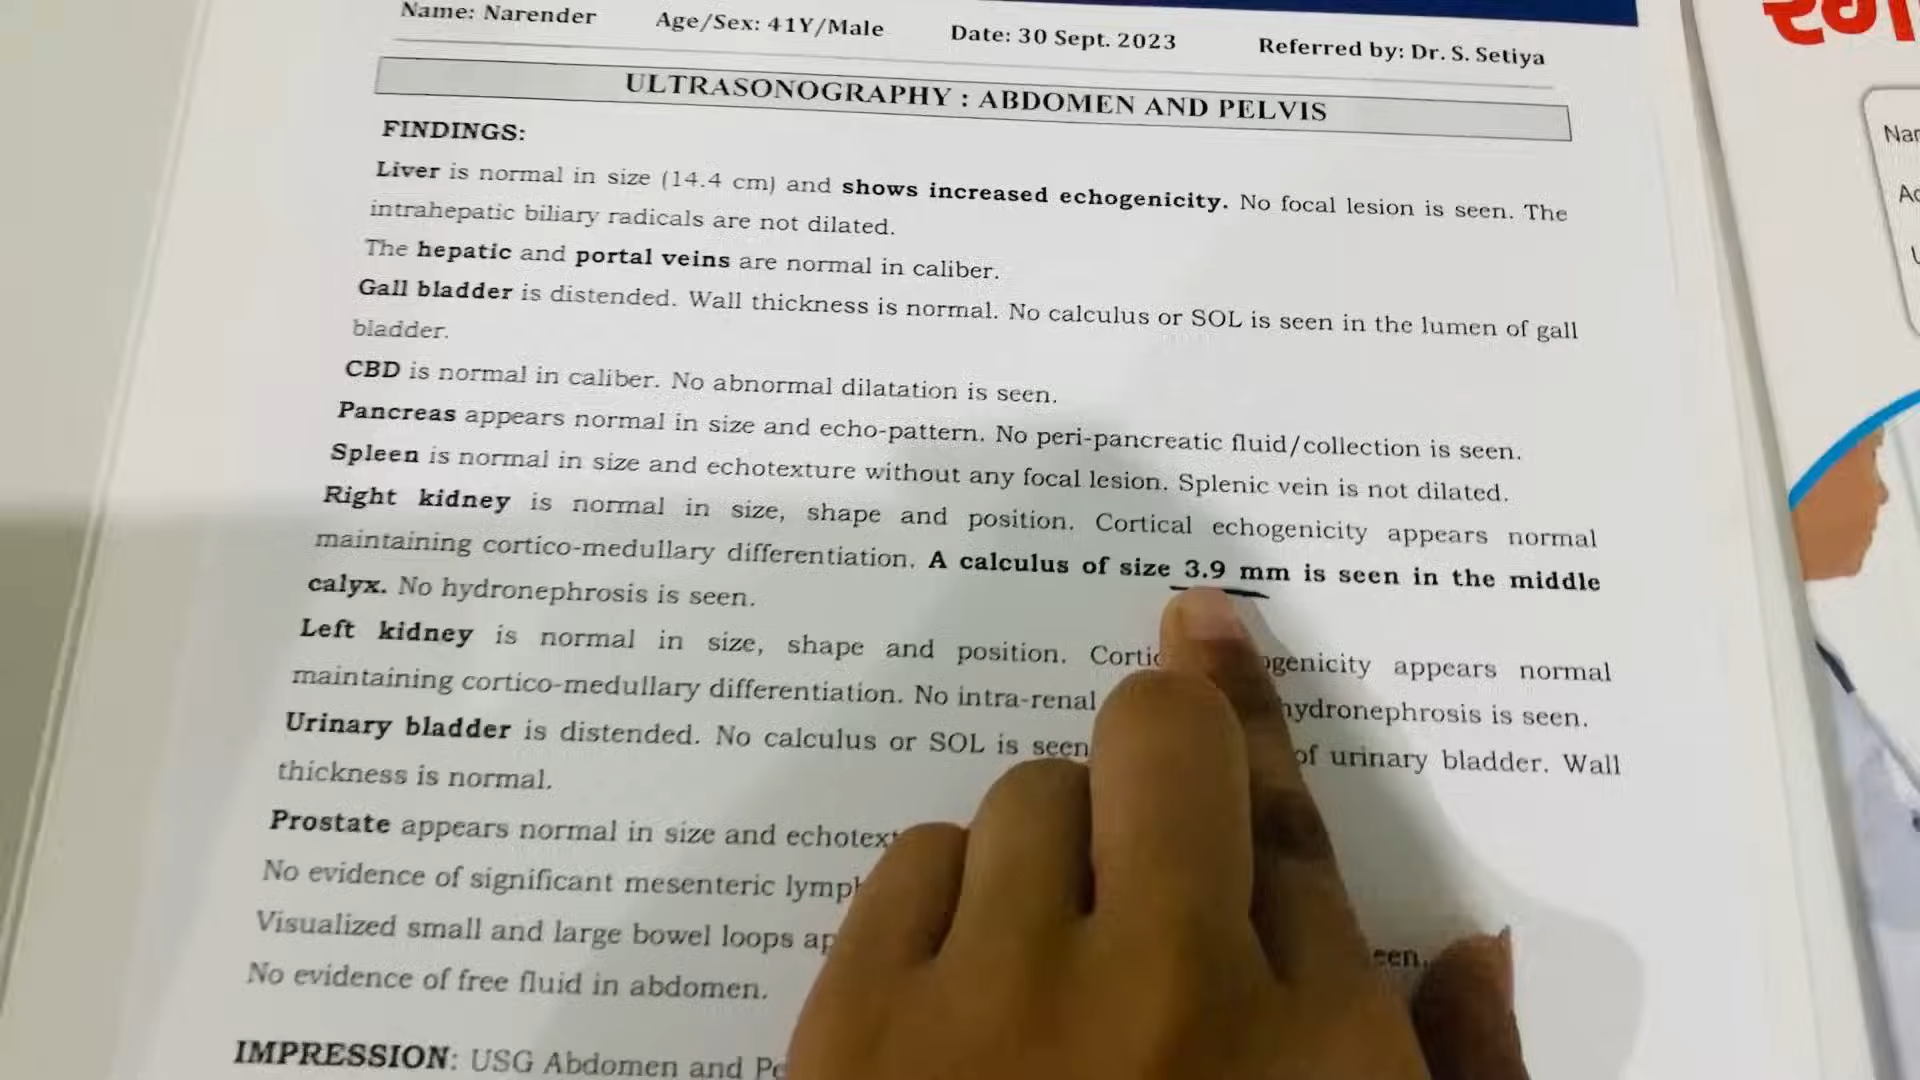 Name: Narender Age/Sex: 41Y/Male Date: 30 Sept. 2023 Referred by: Dr. S. Setiya
ULTRASONOGRAPHY : ABDOMEN AND PELVIS
FINDINGS:
Liver is normal in size (14.4 cm) and shows increased echogenicity. No focal lesion is seen. The
intrahepatic biliary radicals are not dilated.
The hepatic and portal veins are normal in caliber.
Gall bladder is distended. Wall thickness is normal. No calculus or SOL is seen in the lumen of gall
bladder.
CBD is normal in caliber. No abnormal dilatation is seen.
Pancreas appears normal in size and echo-pattern. No peri-pancreatic fluid/collection is seen.
Spleen is normal in size and echotexture without any focal lesion. Splenic vein is not dilated.
Right kidney is normal in size, shape and position. Cortical echogenicity appears normal
maintaining cortico-medullary differentiation. A calculus of size 3.9 mm is seen in the middle
calyx. No hydronephrosis is seen.
Left kidney is normal in size, shape and position. appears normal
maintaining cortico-medullary differentiation. No intra-renal hydronephrosis is seen.
Urinary bladder is distended. No calculus or SOL is seen of urinary bladder. Wall
thickness is normal.
Prostate appears normal in size and
No evidence of significant mesenteric
Visualized small and large bowel loops
No evidence of free fluid in abdomen.
IMPRESSION: USG Abdomen and